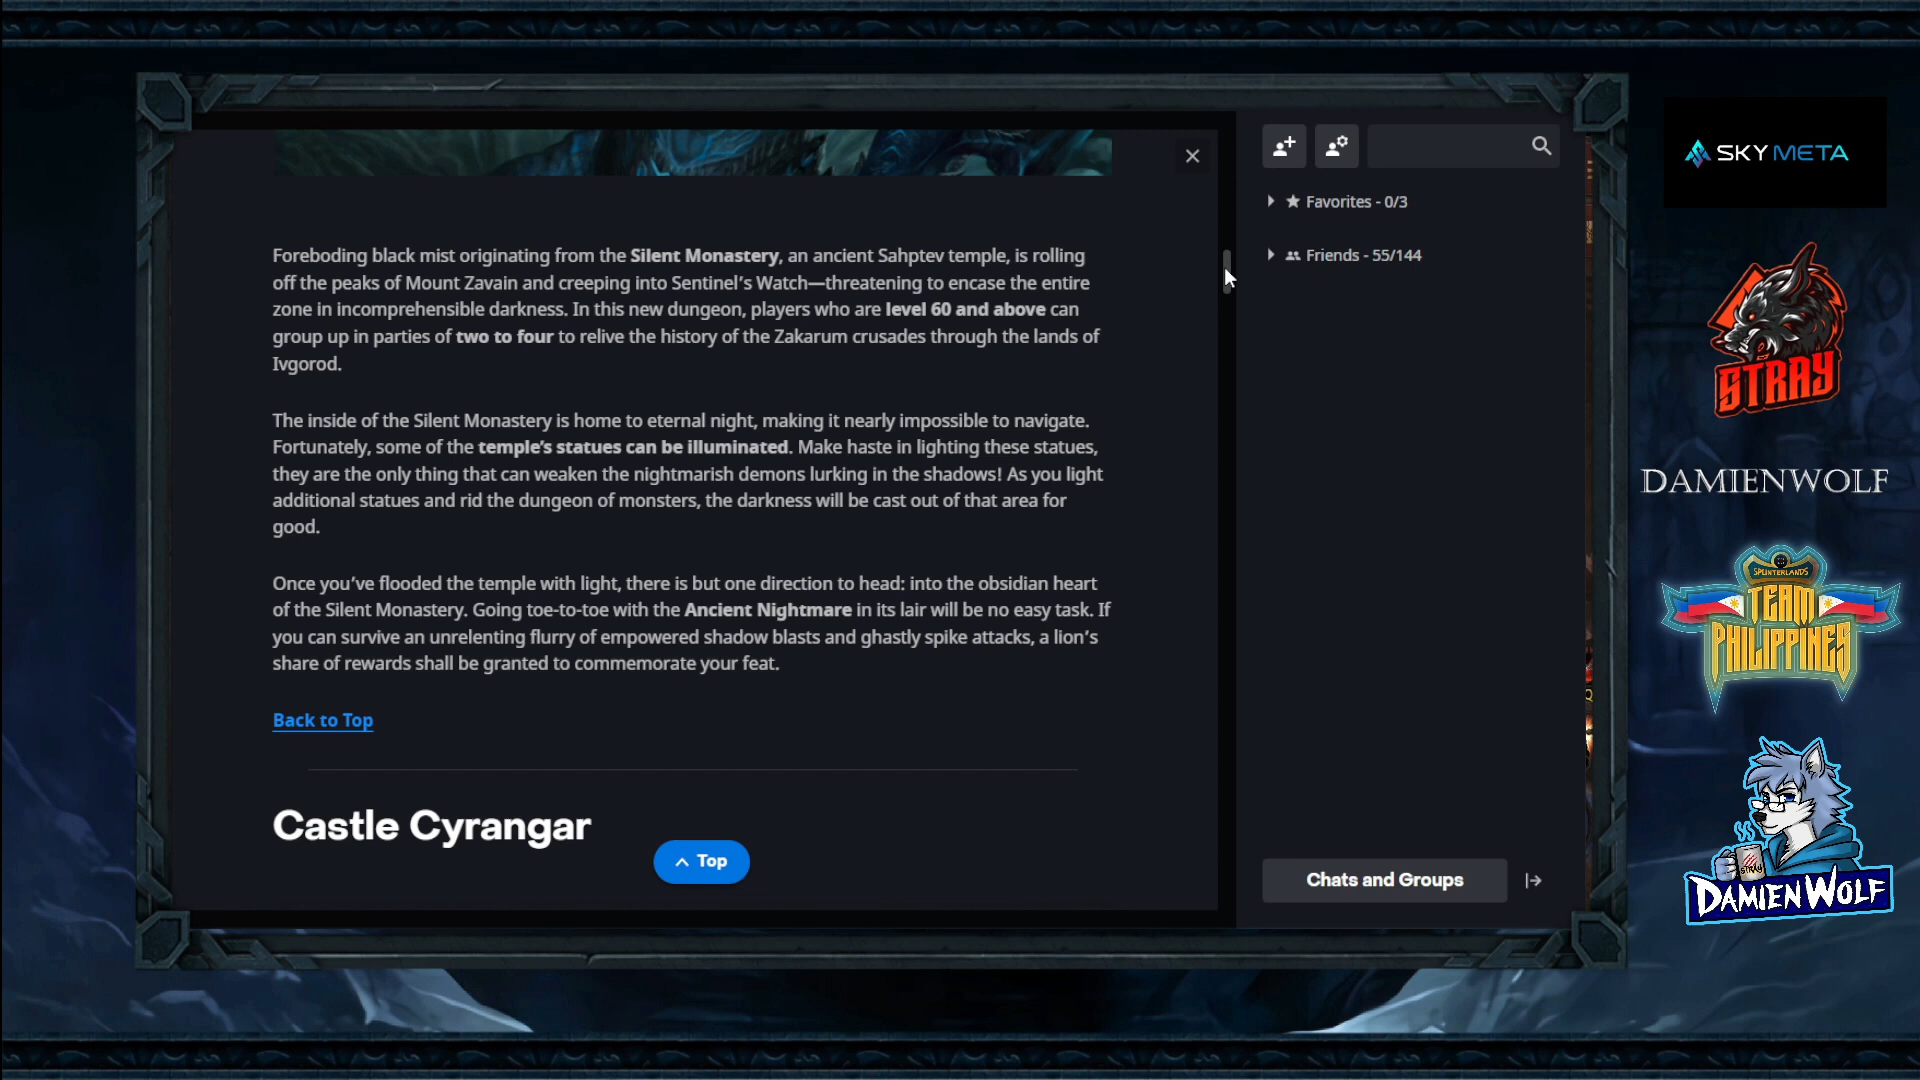 Foreboding black mist originating from the Silent Monastery, an ancient Sahptev temple, is rolling
off the peaks of Mount Zavain and creeping into Sentinel’s Watch—threatening to encase the entire
zone in incomprehensible darkness. In this new dungeon, players who are level 60 and above can
group up in parties of two to four to relive the history of the Zakarum crusades through the lands of
Ivgorod.
The inside of the Silent Monastery is home to eternal night, making it nearly impossible to navigate.
Fortunately, some of the temple’s statues can be illuminated. Make haste in lighting these statues,
they are the only thing that can weaken the nightmarish demons lurking in the shadows! As you light
additional statues and rid the dungeon of monsters, the darkness will be cast out of that area for
good.
Once you’ve flooded the temple with light, there is but one direction to head: into the obsidian heart
of the Silent Monastery. Going toe-to-toe with the Ancient Nightmare in its lair will be no easy task. If
you can survive an unrelenting flurry of empowered shadow blasts and ghastly spike attacks, a lion’s
share of rewards shall be granted to commemorate your feat.
Back to Top
Castle Cyrangar
Top
Favorites - 0/3
Friends - 55/144
Chats and Groups
SKY META
STRAY
DAMIENWOLF
SPLINTERLANDS
TEAM
PHILIPPINES
STRAY
DAMIEN WOLF